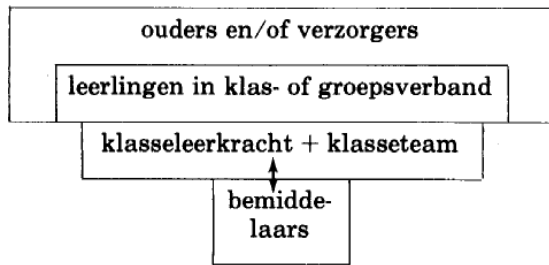 ouders en/of verzorgers
leerlingen in klas- of groepsverband
klasseleerkracht + klasseteam
bemidde-
laars